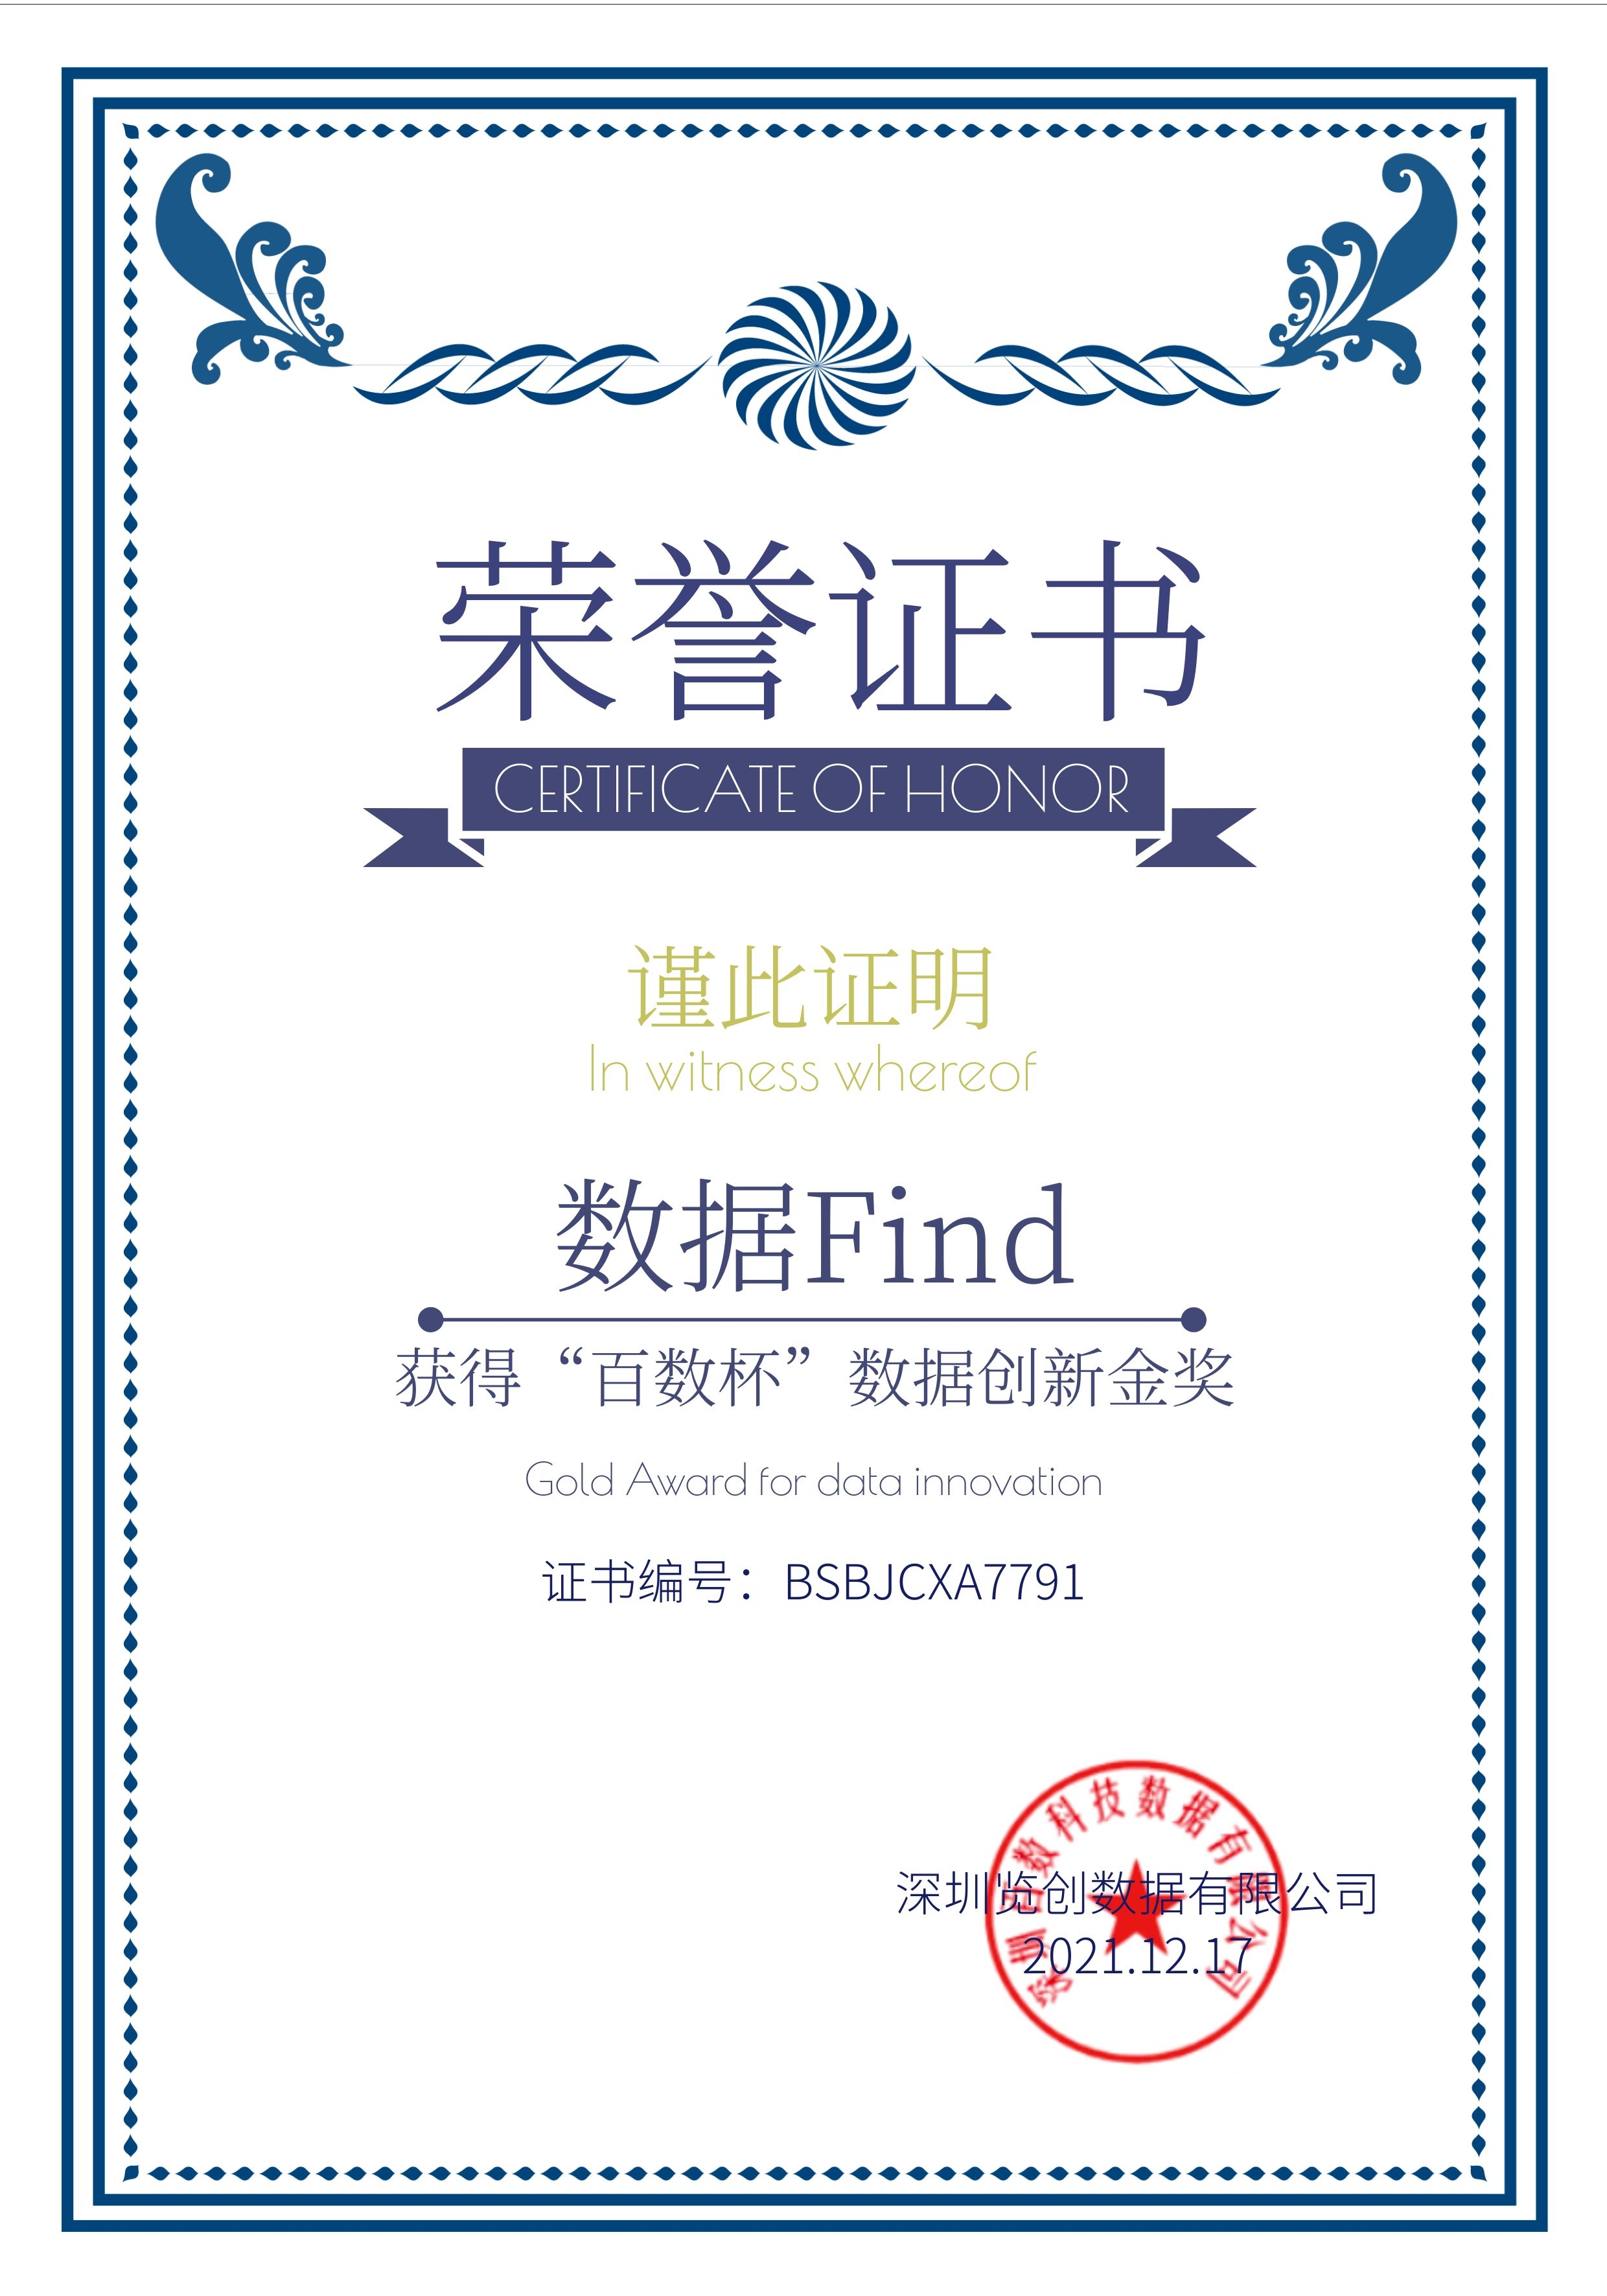 荣誉证书
CERTIFICATE OF HONOR
谨此证明
In witness whereof
数据Find
获得“百数杯”数据创新金奖
Gold Award for data innovation
证书编号：BSBJCXA7791
深圳百数科技数据有限公司
深圳览创数据有限公司
2021.12.17